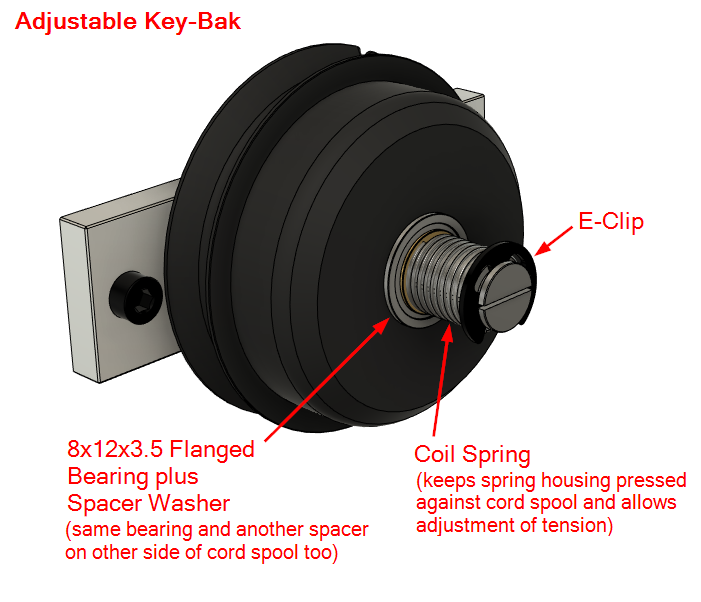 Adjustable Key-Bak
E-Clip
8x12x3.5 Flanged
Bearing plus
Spacer Washer
(same bearing and another spacer
on other side of cord spool too)
Coil Spring
(keeps spring housing pressed
against cord spool and allows
adjustment of tension)